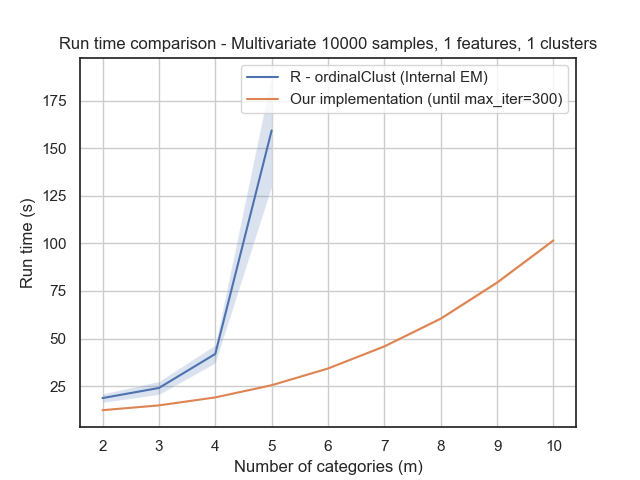 Run time comparison - Multivariate 10000 samples, 1 features, 1 clusters
R - ordinalClust (Internal EM)
Our implementation (until max_iter=300)
Run time (s)
175
150
125
100
75
50
25
2 3 4 5 6 7 8 9 10
Number of categories (m)